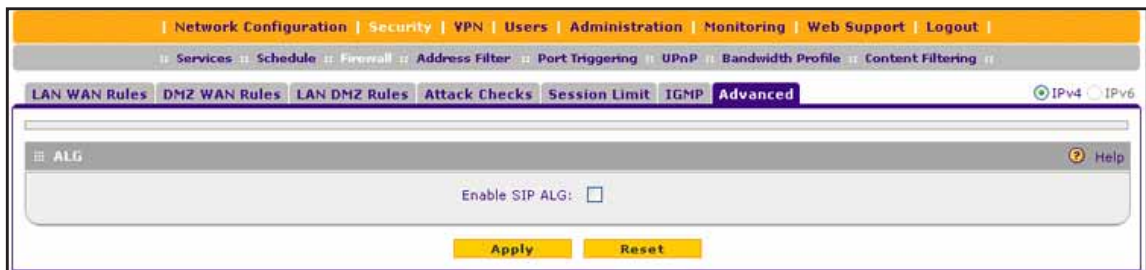 | Network Configuration | Security | VPN | Users | Administration | Monitoring | Web Support | Logout |
:: Services :: Schedule :: Firewall :: Address Filter :: Port Triggering :: UPnP :: Bandwidth Profile :: Content Filtering ::
LAN WAN Rules DMZ WAN Rules LAN DMZ Rules Attack Checks Session Limit IGMP Advanced IPv4 IPv6
ALG Help
Enable SIP ALG:
Apply Reset